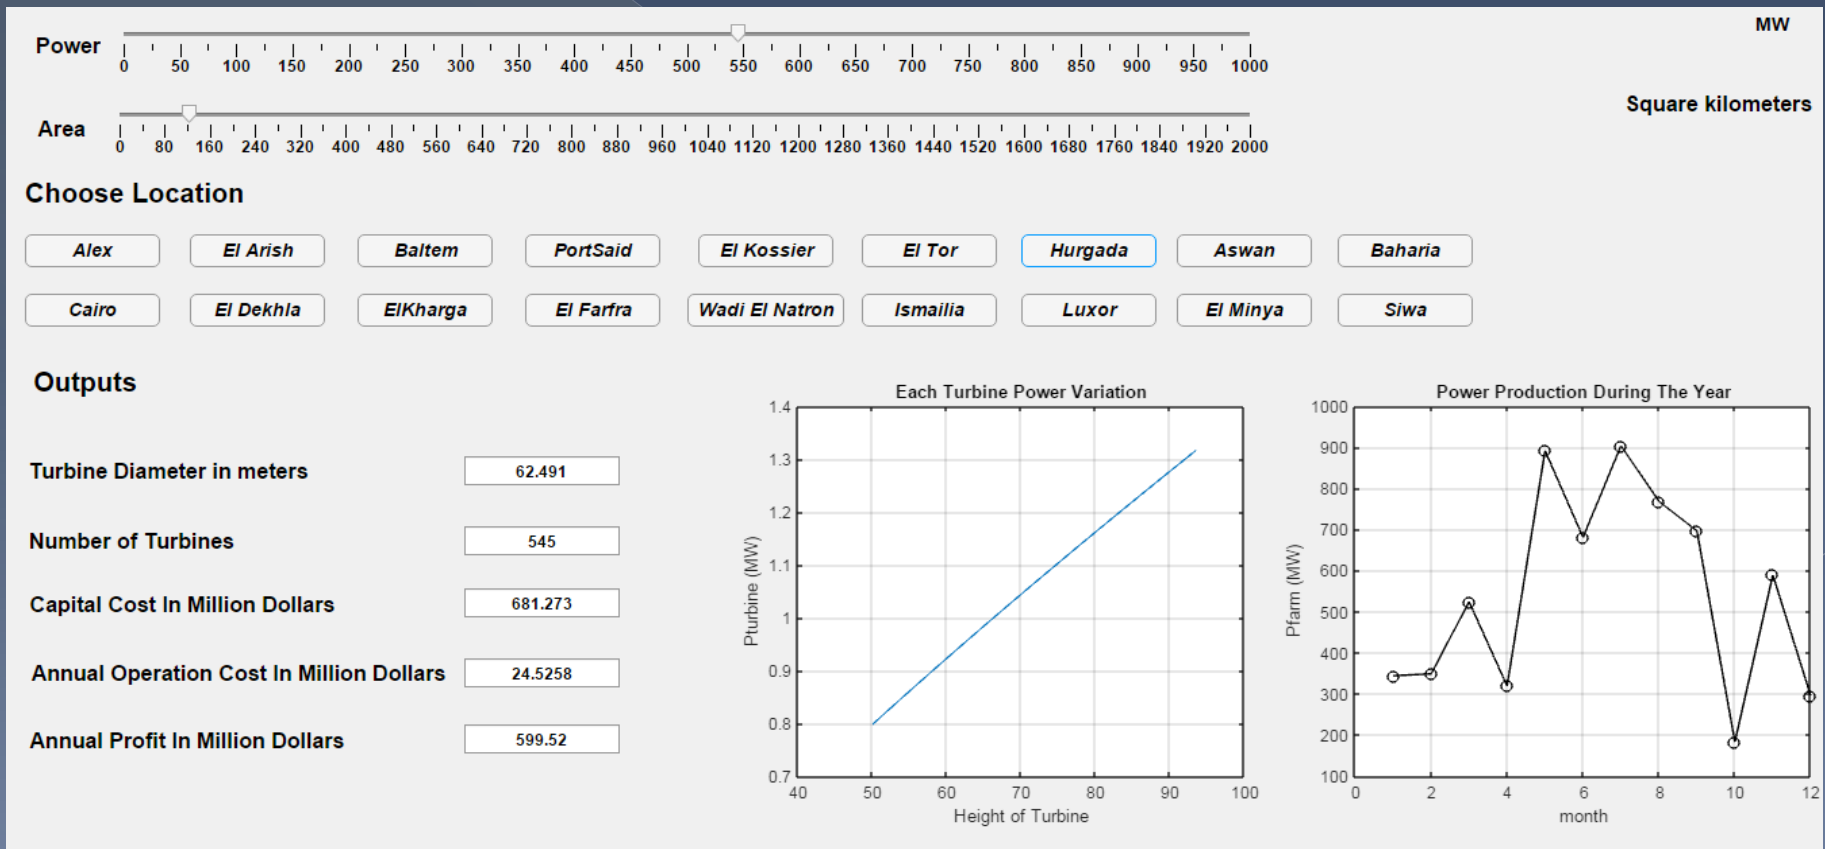 MW
Power
0 50 100 150 200 250 300 350 400 450 500 550 600 650 700 750 800 850 900 950 1000
Square kilometers
Area
0 80 160 240 320 400 480 560 640 720 800 880 960 1040 1120 1200 1280 1360 1440 1520 1600 1680 1760 1840 1920 2000
Choose Location
Alex El Arish Baltem PortSaid El Kossier El Tor Hurgada Aswan Baharia
Cairo El Dekhla ElKharga El Farfra Wadi El Natron Ismailia Luxor El Minya Siwa
Outputs
Turbine Diameter in meters 62.491
Number of Turbines 545
Capital Cost In Million Dollars 681.273
Annual Operation Cost In Million Dollars 24.5258
Annual Profit In Million Dollars 599.52
Each Turbine Power Variation
1.4
1.3
1.2
1.1
1
0.9
0.8
0.7
Pturbine (MW)
40 50 60 70 80 90 100
Height of Turbine
Power Production During The Year
1000
900
800
700
600
500
400
300
200
100
Pfarm (MW)
0 2 4 6 8 10 12
month